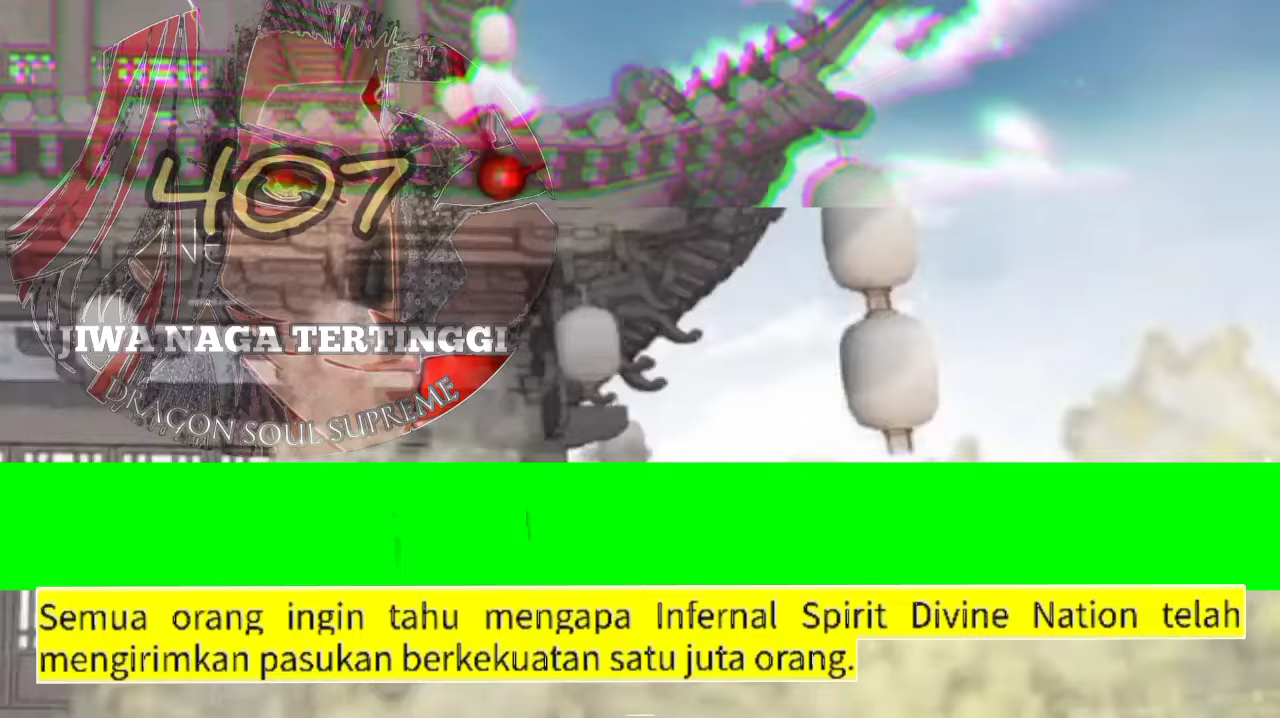 407
JIWA NAGA TERTINGGI
DRAGON SOUL SUPREME
Semua orang ingin tahu mengapa Infernal Spirit Divine Nation telah
mengirimkan pasukan berkekuatan satu juta orang.